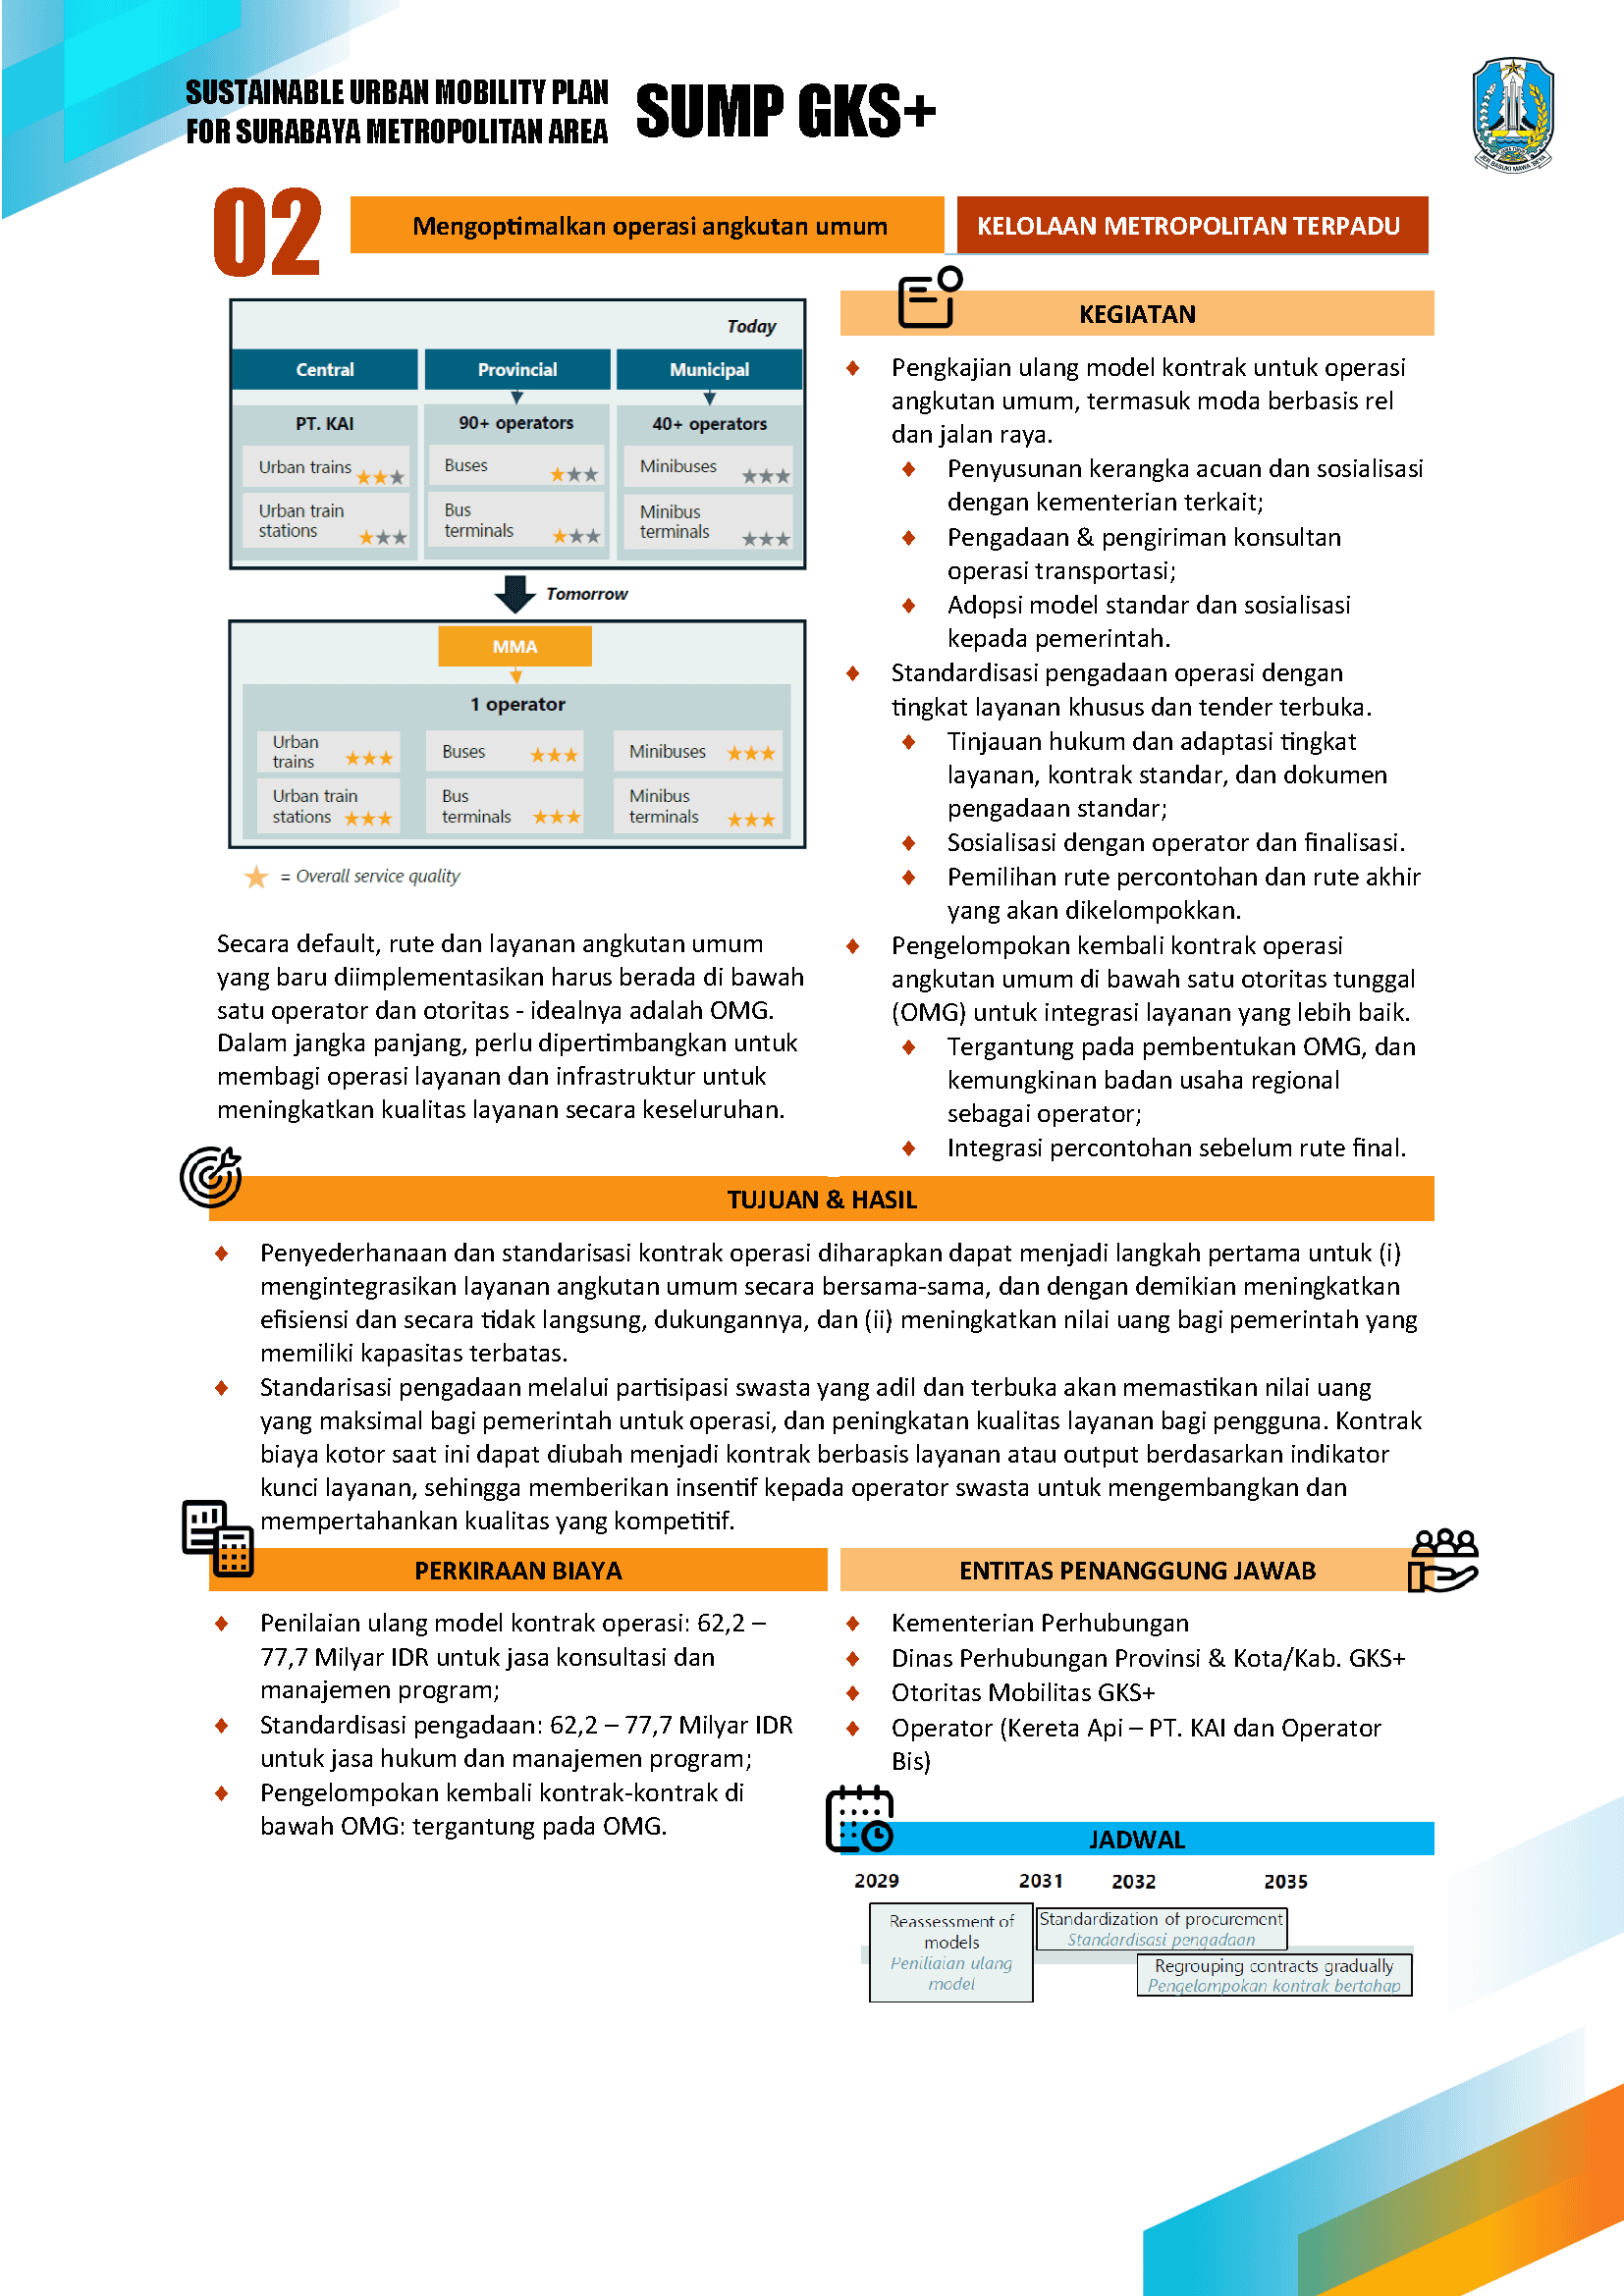 SUSTAINABLE URBAN MOBILITY PLAN
FOR SURABAYA METROPOLITAN AREA
SUMP GKS+
JER BASUKI MAWA BEYA
02
Mengoptimalkan operasi angkutan umum
KELOLAAN METROPOLITAN TERPADU
Today
Central
Provincial
Municipal
PT. KAI
90+ operators
40+ operators
Urban trains
Buses
Minibuses
Urban train
stations
Bus
terminals
Minibus
terminals
Tomorrow
MMA
1 operator
Urban
trains
Buses
Minibuses
Urban train
stations
Bus
terminals
Minibus
terminals
= Overall service quality
Secara default, rute dan layanan angkutan umum
yang baru diimplementasikan harus berada di bawah
satu operator dan otoritas - idealnya adalah OMG.
Dalam jangka panjang, perlu dipertimbangkan untuk
membagi operasi layanan dan infrastruktur untuk
meningkatkan kualitas layanan secara keseluruhan.
KEGIATAN
♦ Pengkajian ulang model kontrak untuk operasi
angkutan umum, termasuk moda berbasis rel
dan jalan raya.
♦ Penyusunan kerangka acuan dan sosialisasi
dengan kementerian terkait;
♦ Pengadaan & pengiriman konsultan
operasi transportasi;
♦ Adopsi model standar dan sosialisasi
kepada pemerintah.
♦ Standardisasi pengadaan operasi dengan
tingkat layanan khusus dan tender terbuka.
♦ Tinjauan hukum dan adaptasi tingkat
layanan, kontrak standar, dan dokumen
pengadaan standar;
♦ Sosialisasi dengan operator dan finalisasi.
♦ Pemilihan rute percontohan dan rute akhir
yang akan dikelompokkan.
♦ Pengelompokan kembali kontrak operasi
angkutan umum di bawah satu otoritas tunggal
(OMG) untuk integrasi layanan yang lebih baik.
♦ Tergantung pada pembentukan OMG, dan
kemungkinan badan usaha regional
sebagai operator;
♦ Integrasi percontohan sebelum rute final.
TUJUAN & HASIL
♦ Penyederhanaan dan standarisasi kontrak operasi diharapkan dapat menjadi langkah pertama untuk (i)
mengintegrasikan layanan angkutan umum secara bersama-sama, dan dengan demikian meningkatkan
efisiensi dan secara tidak langsung, dukungannya, dan (ii) meningkatkan nilai uang bagi pemerintah yang
memiliki kapasitas terbatas.
♦ Standarisasi pengadaan melalui partisipasi swasta yang adil dan terbuka akan memastikan nilai uang
yang maksimal bagi pemerintah untuk operasi, dan peningkatan kualitas layanan bagi pengguna. Kontrak
biaya kotor saat ini dapat diubah menjadi kontrak berbasis layanan atau output berdasarkan indikator
kunci layanan, sehingga memberikan insentif kepada operator swasta untuk mengembangkan dan
mempertahankan kualitas yang kompetitif.
PERKIRAAN BIAYA
♦ Penilaian ulang model kontrak operasi: 62,2 –
77,7 Milyar IDR untuk jasa konsultasi dan
manajemen program;
♦ Standardisasi pengadaan: 62,2 – 77,7 Milyar IDR
untuk jasa hukum dan manajemen program;
♦ Pengelompokan kembali kontrak-kontrak di
bawah OMG: tergantung pada OMG.
ENTITAS PENANGGUNG JAWAB
♦ Kementerian Perhubungan
♦ Dinas Perhubungan Provinsi & Kota/Kab. GKS+
♦ Otoritas Mobilitas GKS+
♦ Operator (Kereta Api – PT. KAI dan Operator
Bis)
JADWAL
2029 2031 2032 2035
Reassessment of
models
Peniliaian ulang
model
Standardization of procurement
Standardisasi pengadaan
Regrouping contracts gradually
Pengelompokan kontrak bertahap